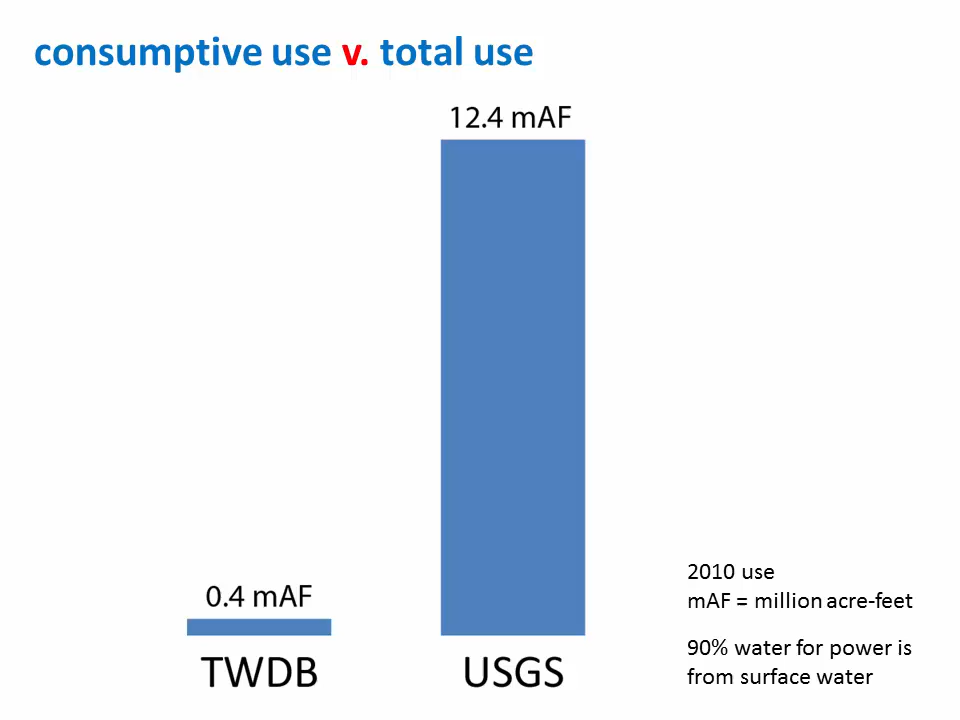 consumptive use v. total use
12.4 mAF
0.4 mAF
TWDB
USGS
2010 use
mAF = million acre-feet
90% water for power is
from surface water